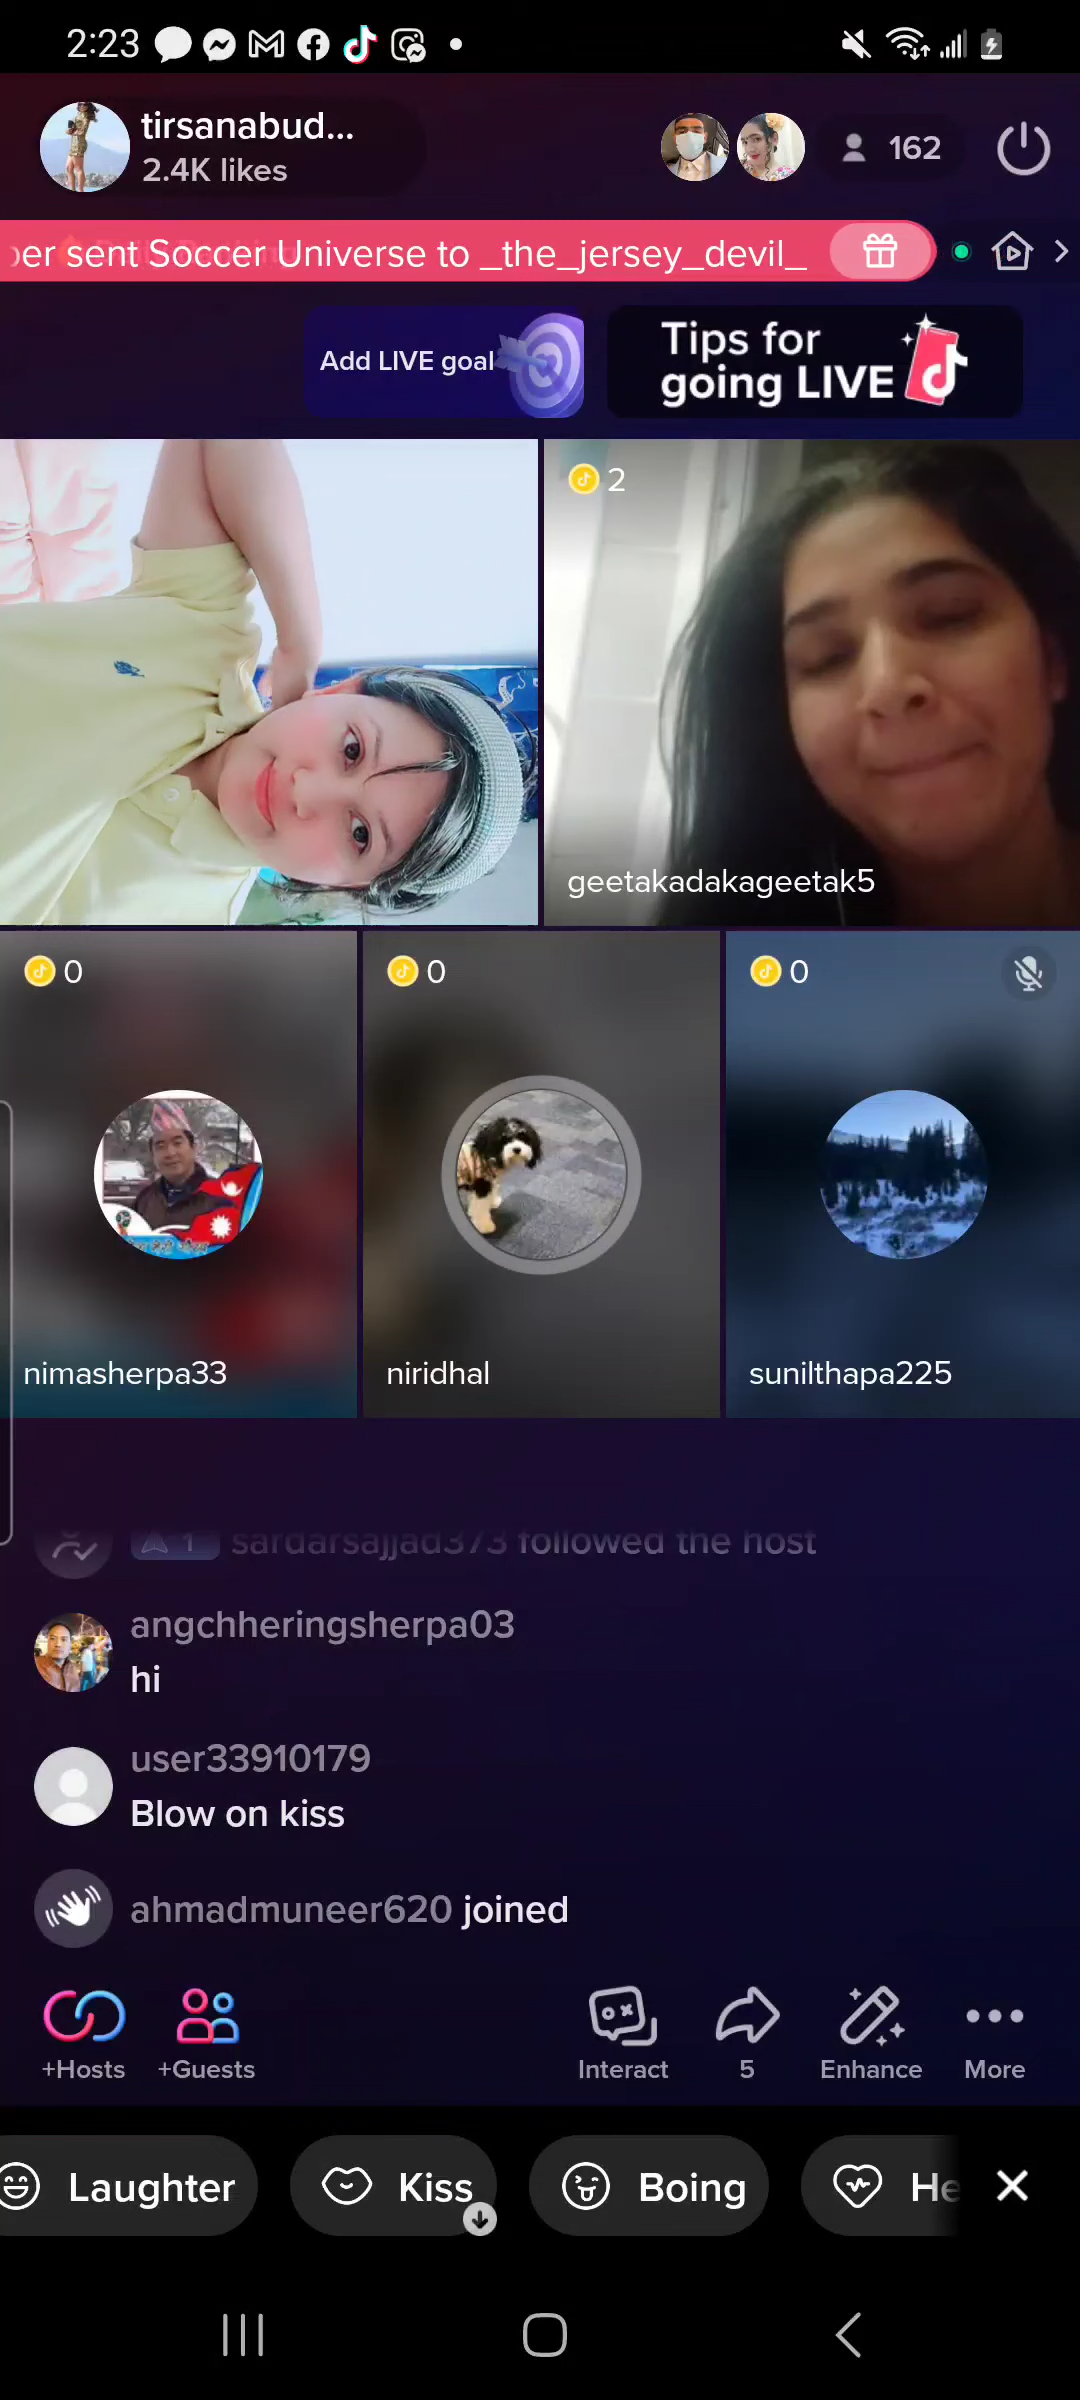 2:23
tirsanabud...
2.4K likes
162
er sent Soccer Universe to _the_jersey_devil_
Add LIVE goal
Tips for
going LIVE
2
geetakadakageetak5
0
0
0
nimasherpa33
niridhal
sunilthapa225
1 sardarsajjad373 followed the host
angchheringsherpa03
hi
user33910179
Blow on kiss
ahmadmuneer620 joined
+Hosts
+Guests
Interact
5
Enhance
More
Laughter
Kiss
Boing
He